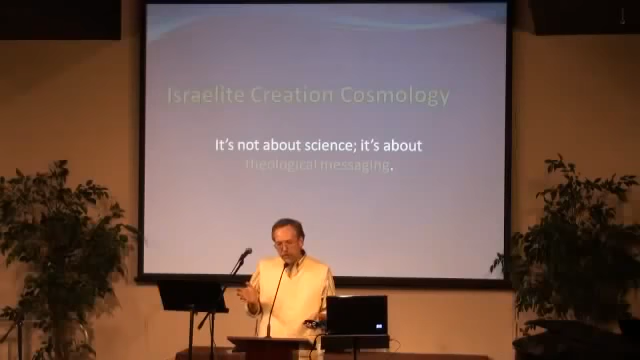 Israelite Creation Cosmology
It's not about science; it's about
theological messaging.